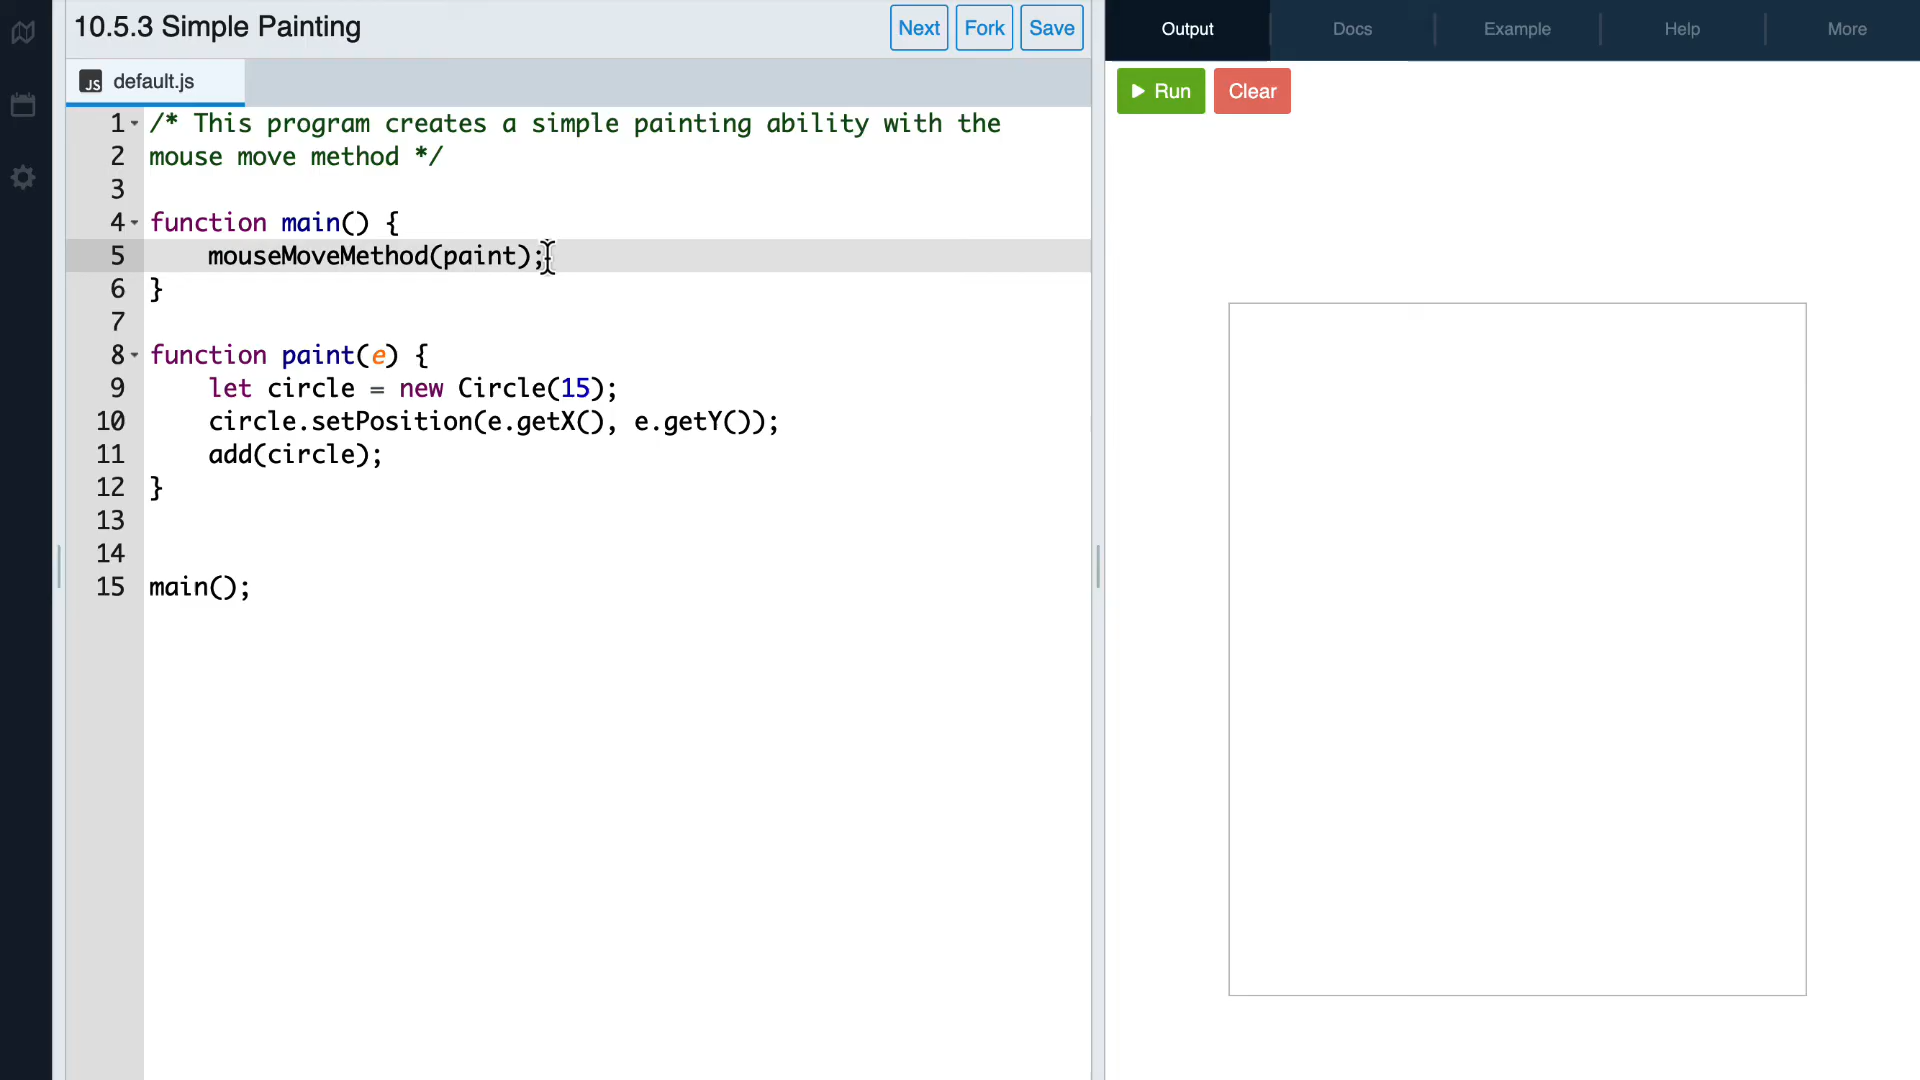 10.5.3 Simple Painting
Next
Fork
Save
Output
Docs
Example
Help
More
JS default.js
Run
Clear
1 /* This program creates a simple painting ability with the
2 mouse move method */
3
4 function main() {
5     mouseMoveMethod(paint);
6 }
7
8 function paint(e) {
9     let circle = new Circle(15);
10     circle.setPosition(e.getX(), e.getY());
11     add(circle);
12 }
13
14
15 main();